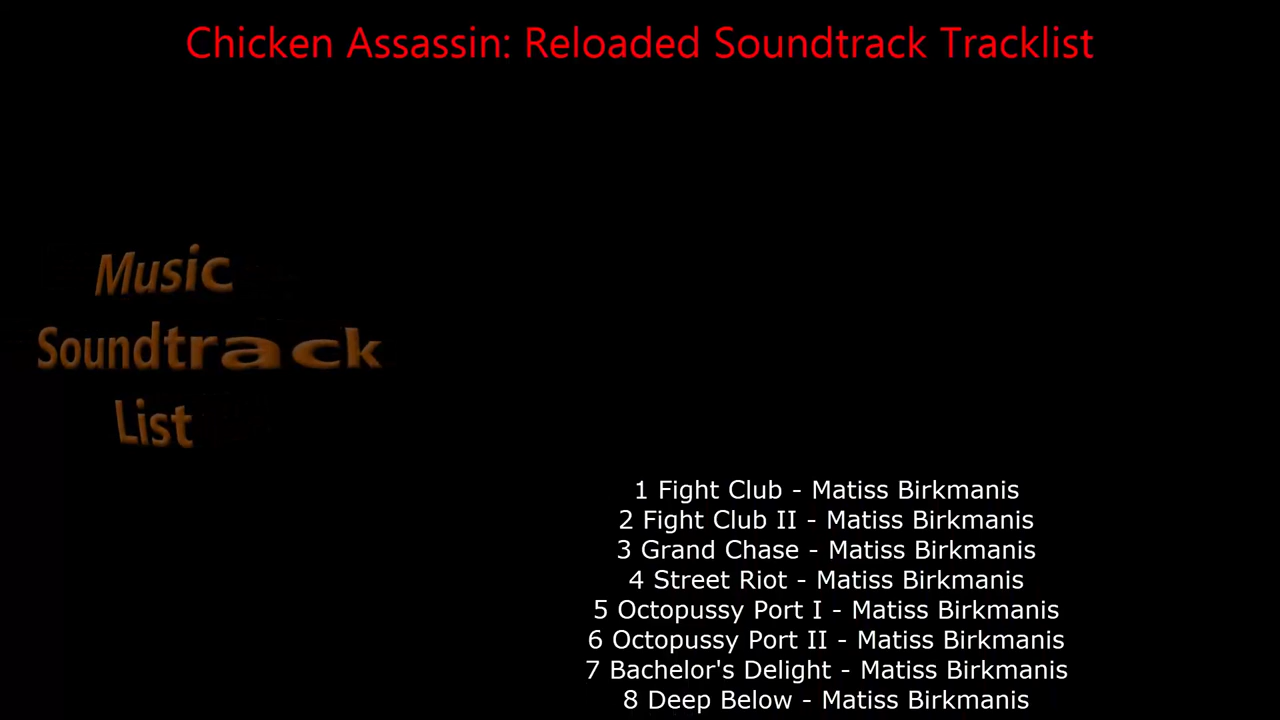 Chicken Assassin: Reloaded Soundtrack Tracklist
Music
Soundtrack
List
1 Fight Club - Matiss Birkmanis
2 Fight Club II - Matiss Birkmanis
3 Grand Chase - Matiss Birkmanis
4 Street Riot - Matiss Birkmanis
5 Octopussy Port I - Matiss Birkmanis
6 Octopussy Port II - Matiss Birkmanis
7 Bachelor's Delight - Matiss Birkmanis
8 Deep Below - Matiss Birkmanis